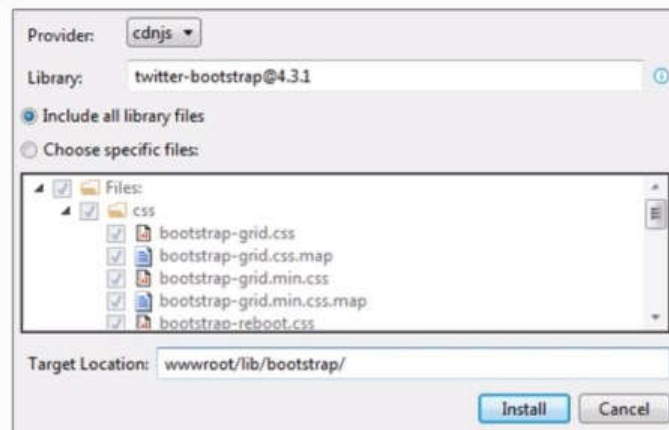 Provider: cdnjs
Library: twitter-bootstrap@4.3.1
Include all library files
Choose specific files:
Files:
css
bootstrap-grid.css
bootstrap-grid.css.map
bootstrap-grid.min.css
bootstrap-grid.min.css.map
bootstrap-reboot.css
Target Location: wwwroot/lib/bootstrap/
Install Cancel